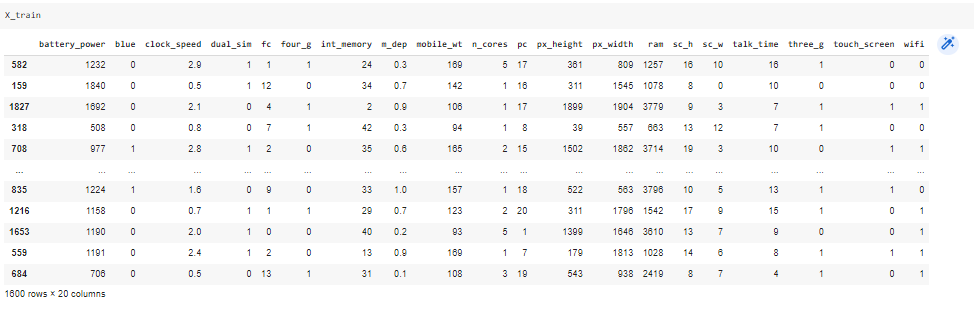 X_train
battery_power blue clock_speed dual_sim fc four_g int_memory m_dep mobile_wt n_cores pc px_height px_width ram sc_h sc_w talk_time three_g touch_screen wifi
582 1232 0 2.9 1 1 1 24 0.3 169 5 17 361 809 1257 16 10 16 1 0 0
159 1840 0 0.5 1 12 0 34 0.7 142 1 16 311 1545 1078 8 0 10 0 0 0
1827 1692 0 2.1 0 4 1 2 0.9 106 1 17 1899 1904 3779 9 3 7 1 1 1
318 508 0 0.8 0 7 1 42 0.3 94 1 8 39 557 663 13 12 7 1 0 0
708 977 1 2.8 1 2 0 35 0.6 165 2 15 1502 1862 3714 19 3 10 0 1 1
... ... ... ... ... ... ... ... ... ... ... ... ... ... ... ... ... ... ... ... ...
835 1224 1 1.6 0 9 0 33 1.0 157 1 18 522 563 3796 10 5 13 1 1 0
1216 1158 0 0.7 1 1 1 29 0.7 123 2 20 311 1796 1542 17 9 15 1 0 1
1653 1190 0 2.0 1 0 0 40 0.2 93 5 1 1399 1646 3610 13 7 9 0 0 1
559 1191 0 2.4 1 2 0 13 0.9 169 1 7 179 1813 1028 14 6 8 1 1 1
684 706 0 0.5 0 13 1 31 0.1 108 3 19 543 938 2419 8 7 4 1 0 1
1600 rows × 20 columns